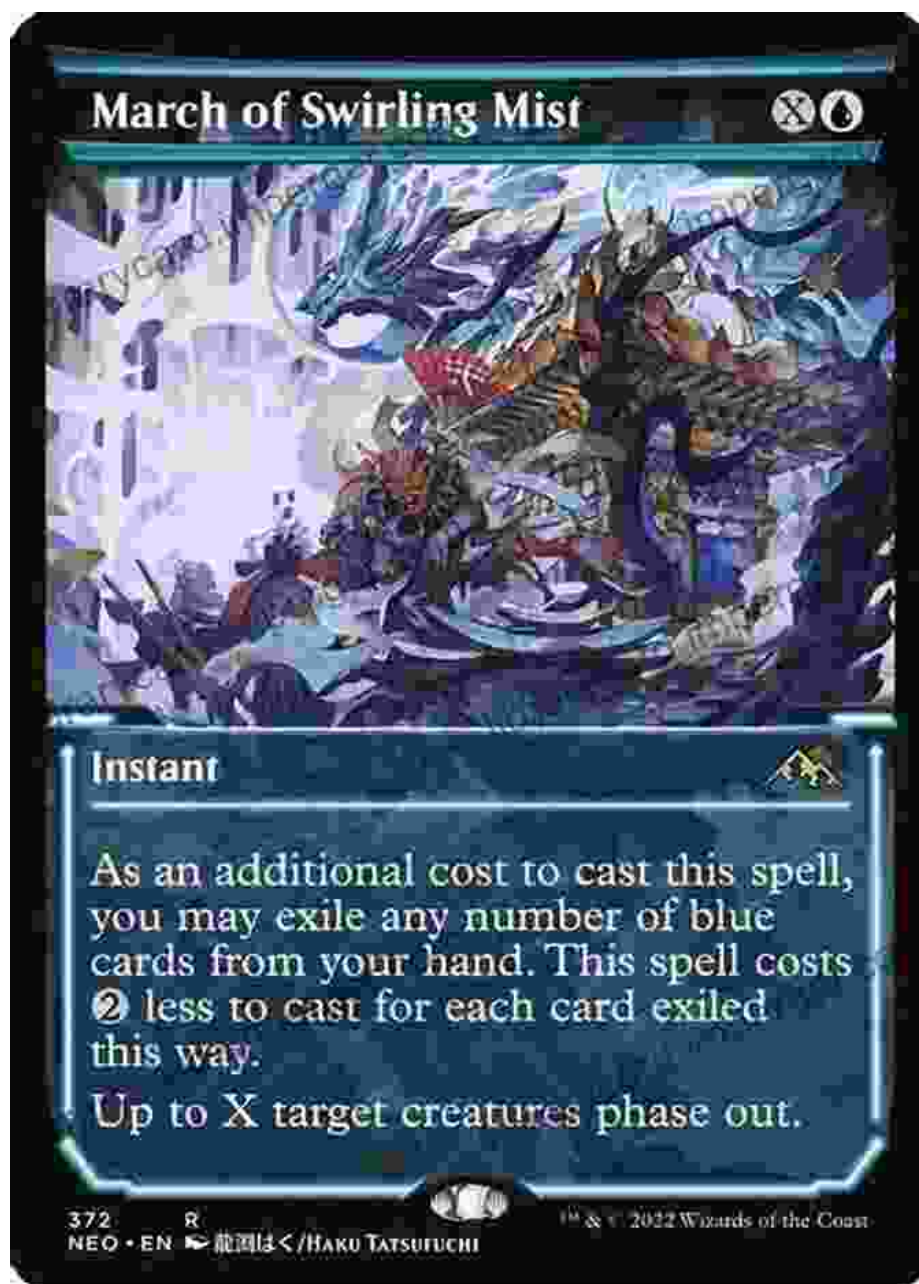 March of Swirling Mist X
Instant
As an additional cost to cast this spell,
you may exile any number of blue
cards from your hand. This spell costs
2 less to cast for each card exiled
this way.
Up to X target creatures phase out.
372 R
NEO • EN 龍洞はく/HAKU TATSUFUCHI
™ & © 2022 Wizards of the Coast